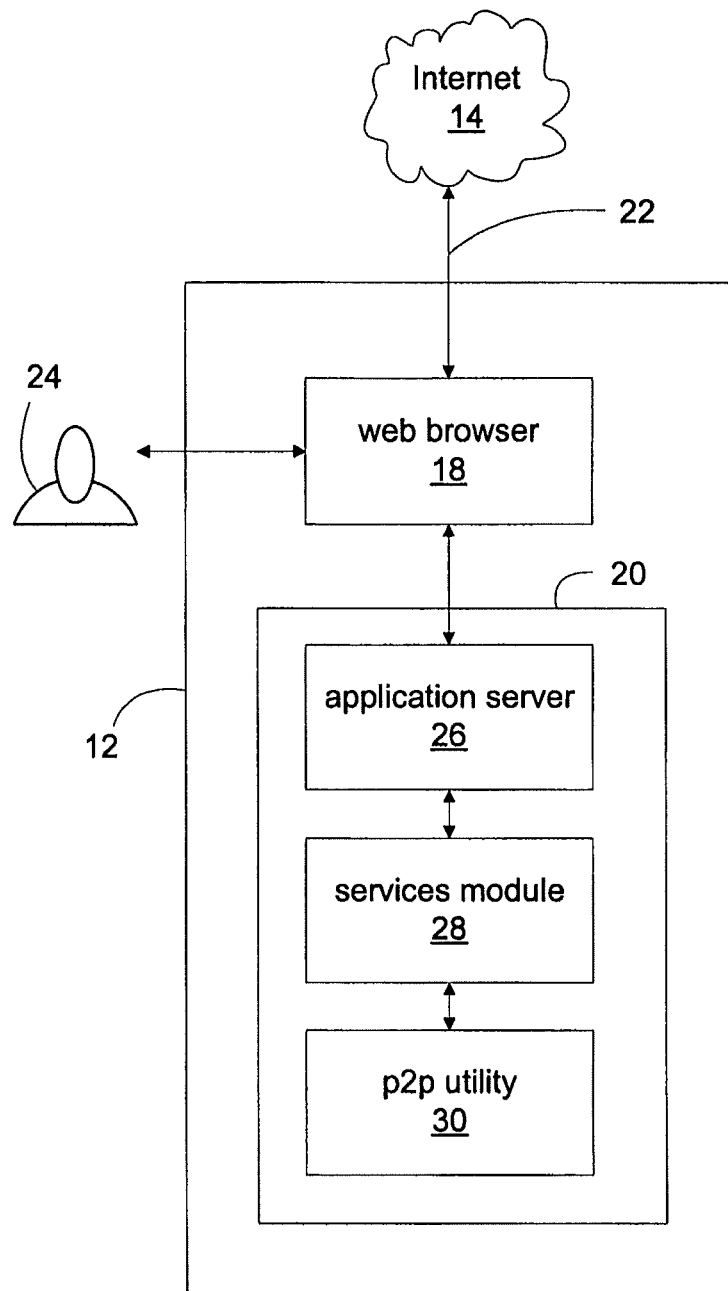 Internet
14
22
24
web browser
18
20
application server
26
12
services module
28
p2p utility
30